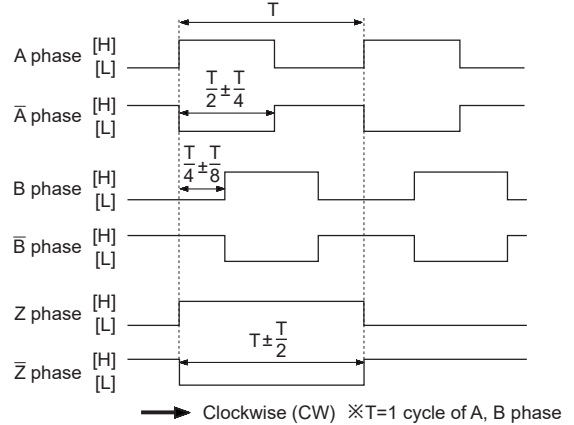 T
A phase [H]
[L]
T/2 ± T/4
A̅ phase [H]
[L]
T/4 ± T/8
B phase [H]
[L]
B̅ phase [H]
[L]
Z phase [H]
[L]
T ± T/2
Z̅ phase [H]
[L]
Clockwise (CW) ※T=1 cycle of A, B phase